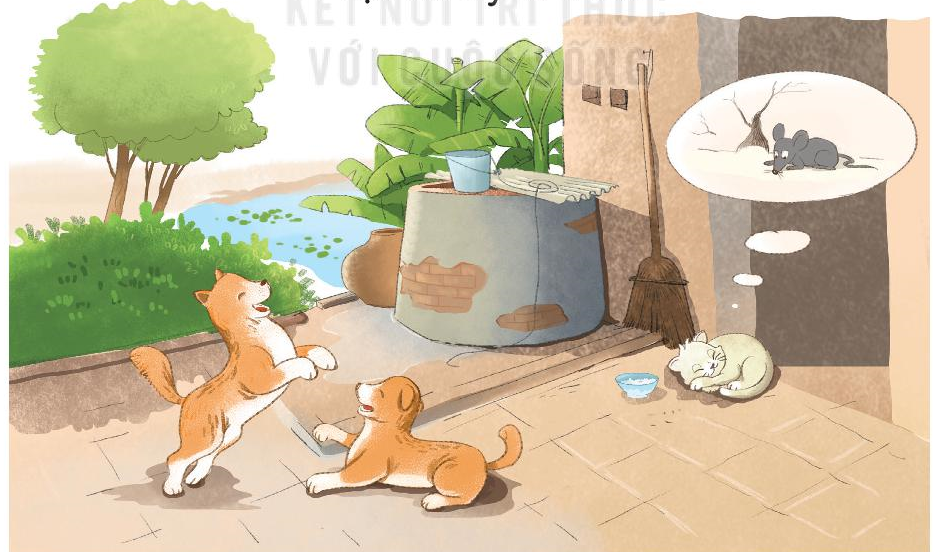 KẾT NỐI TRI THỨC
VỚI CUỘC SỐNG